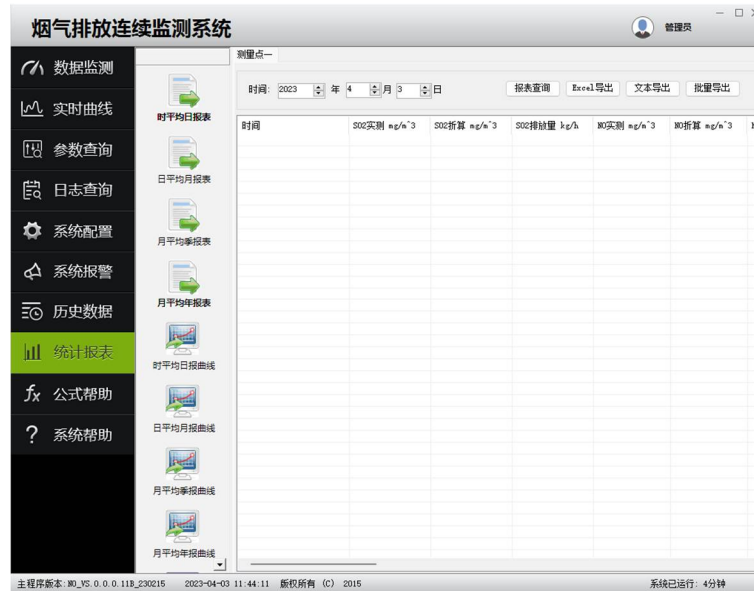 烟气排放连续监测系统
管理员
数据监测
实时曲线
参数查询
日志查询
系统配置
系统报警
历史数据
统计报表
公式帮助
系统帮助
时平均日报表
日平均月报表
月平均季报表
月平均年报表
时平均日报曲线
日平均月报曲线
月平均季报曲线
月平均年报曲线
测量点一
时间: 2023 年 4 月 3 日 报表查询 Excel导出 文本导出 批量导出
时间 SO2实测 mg/m^3 SO2折算 mg/m^3 SO2排放量 kg/h NO实测 mg/m^3 NO折算 mg/m^3
主程序版本:NO_VS.0.0.0.11B_230215 2023-04-03 11:44:11 版权所有 (C) 2015 系统已运行: 4分钟